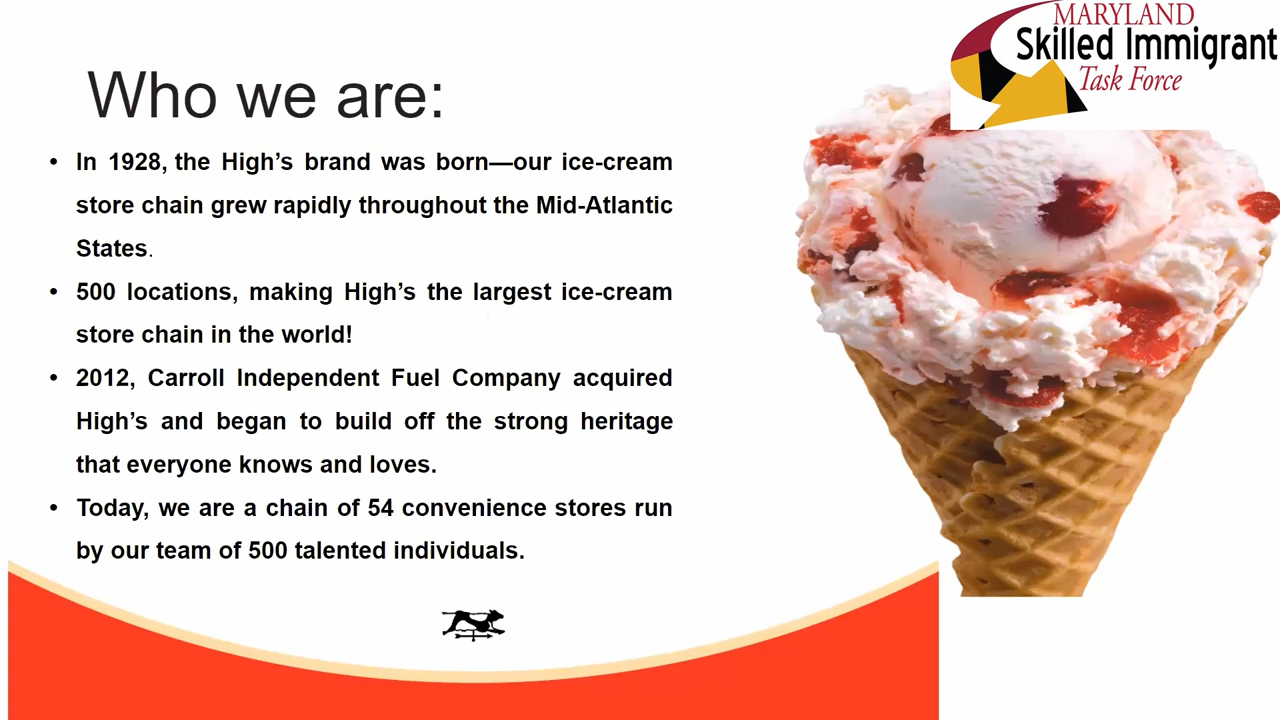 MARYLAND
Skilled Immigrant
Task Force
Who we are:
• In 1928, the High’s brand was born—our ice-cream
store chain grew rapidly throughout the Mid-Atlantic
States.
• 500 locations, making High’s the largest ice-cream
store chain in the world!
• 2012, Carroll Independent Fuel Company acquired
High’s and began to build off the strong heritage
that everyone knows and loves.
• Today, we are a chain of 54 convenience stores run
by our team of 500 talented individuals.